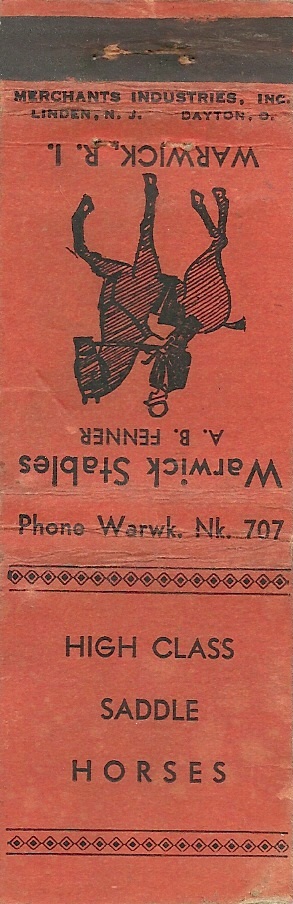 MERCHANTS INDUSTRIES, INC.
LINDEN, N. J. DAYTON, O.
Warwick Stables
A. B. FENNER
WARWICK, R. I.
Phone Warwk. Nk. 707
HIGH CLASS
SADDLE
HORSES